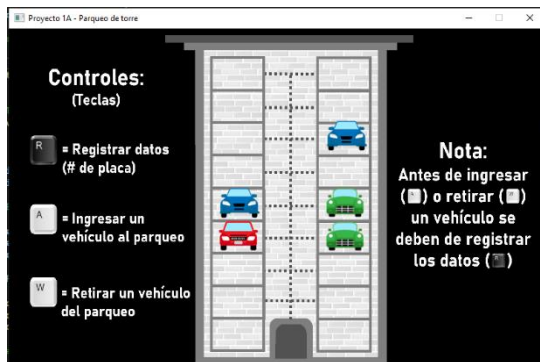 Proyecto 1A - Parqueo de torre
Controles:
(Teclas)
R
= Registrar datos
(# de placa)
A
= Ingresar un
vehículo al parqueo
W
= Retirar un vehículo
del parqueo
Nota:
Antes de ingresar
( ) o retirar ( )
un vehículo se
deben de registrar
los datos ( )